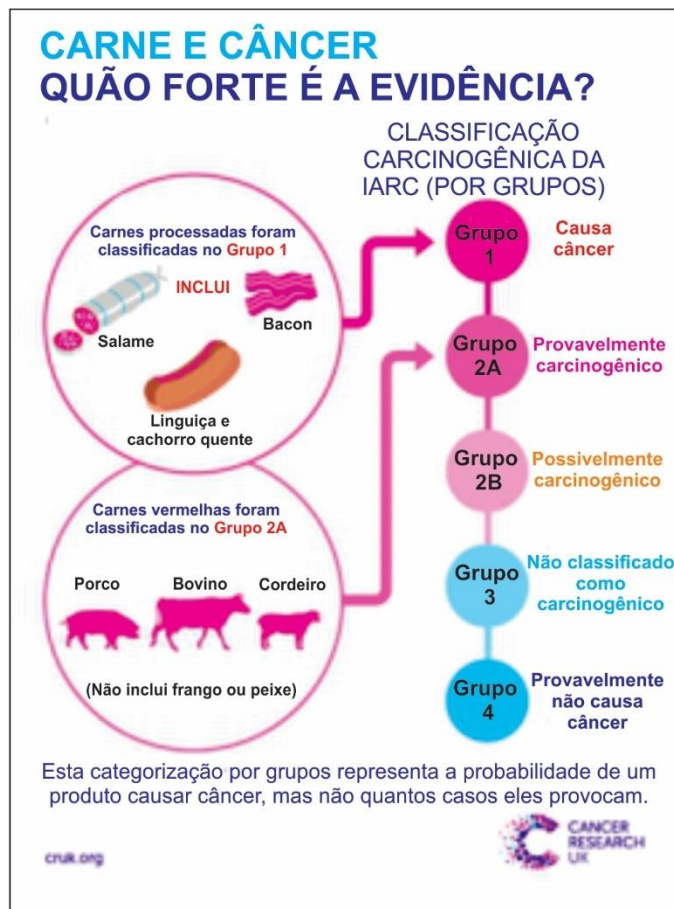 CARNE E CÂNCER
QUÃO FORTE É A EVIDÊNCIA?
CLASSIFICAÇÃO
CARCINOGÊNICA DA
IARC (POR GRUPOS)
Carnes processadas foram
classificadas no Grupo 1
INCLUI
Salame
Bacon
Linguiça e
cachorro quente
Carnes vermelhas foram
classificadas no Grupo 2A
Porco
Bovino
Cordeiro
(Não inclui frango ou peixe)
Grupo
1
Causa
câncer
Grupo
2A
Provavelmente
carcinogênico
Grupo
2B
Possivelmente
carcinogênico
Grupo
3
Não classificado
como
carcinogênico
Grupo
4
Provavelmente
não causa
câncer
Esta categorização por grupos representa a probabilidade de um
produto causar câncer, mas não quantos casos eles provocam.
cruk.org
CANCER
RESEARCH
UK